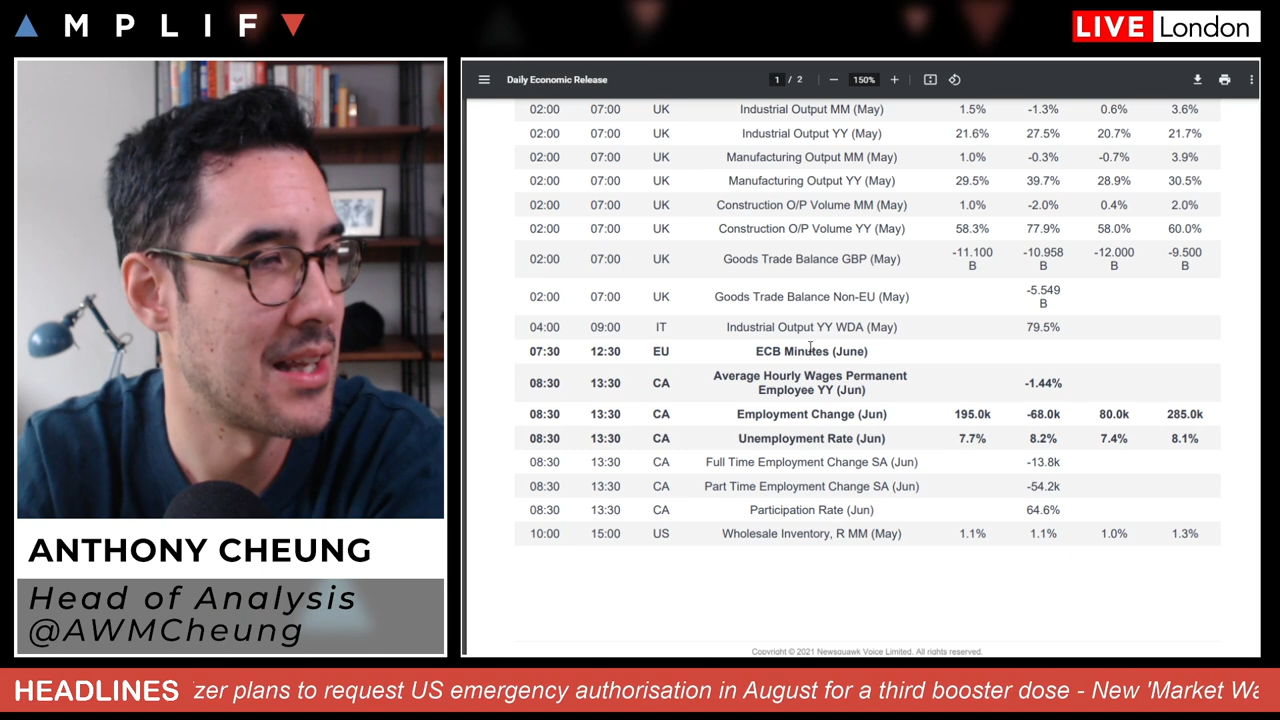 AMPLIFY
LIVE London
Daily Economic Release 1 / 2 150%
02:00 07:00 UK Industrial Output MM (May) 1.5% -1.3% 0.6% 3.6%
02:00 07:00 UK Industrial Output YY (May) 21.6% 27.5% 20.7% 21.7%
02:00 07:00 UK Manufacturing Output MM (May) 1.0% -0.3% -0.7% 3.9%
02:00 07:00 UK Manufacturing Output YY (May) 29.5% 39.7% 28.9% 30.5%
02:00 07:00 UK Construction O/P Volume MM (May) 1.0% -2.0% 0.4% 2.0%
02:00 07:00 UK Construction O/P Volume YY (May) 58.3% 77.9% 58.0% 60.0%
02:00 07:00 UK Goods Trade Balance GBP (May) -11.100 B -10.958 B -12.000 B -9.500 B
02:00 07:00 UK Goods Trade Balance Non-EU (May) -5.549 B
04:00 09:00 IT Industrial Output YY WDA (May) 79.5%
07:30 12:30 EU ECB Minutes (June)
08:30 13:30 CA Average Hourly Wages Permanent Employee YY (Jun) -1.44%
08:30 13:30 CA Employment Change (Jun) 195.0k -68.0k 80.0k 285.0k
08:30 13:30 CA Unemployment Rate (Jun) 7.7% 8.2% 7.4% 8.1%
08:30 13:30 CA Full Time Employment Change SA (Jun) -13.8k
08:30 13:30 CA Part Time Employment Change SA (Jun) -54.2k
08:30 13:30 CA Participation Rate (Jun) 64.6%
10:00 15:00 US Wholesale Inventory, R MM (May) 1.1% 1.1% 1.0% 1.3%
Copyright © 2021 Newsquawk Voice Limited. All rights reserved.
ANTHONY CHEUNG
Head of Analysis
@AWMCheung
HEADLINES zer plans to request US emergency authorisation in August for a third booster dose - New 'Market Wa